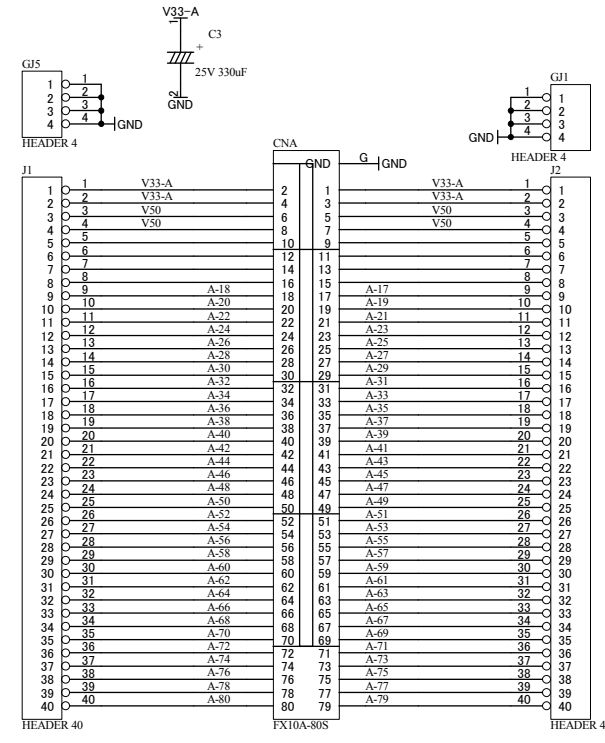 V33-A
1
C3
+
25V 330uF
2
GND
GJ5
1 1
2 2
3 3
4 4
GND
HEADER 4
GJ1
1 1
2 2
3 3
GND 4 4
HEADER 4
CNA
GND G GND
J1
J2
1 1 V33-A 2 1 V33-A 1 1
2 2 V33-A 4 3 V33-A 2 2
3 3 V50 6 5 V50 3 3
4 4 V50 8 7 V50 4 4
5 5 10 9 5 5
6 6 12 11 6 6
7 7 14 13 7 7
8 8 16 15 8 8
9 9 A-18 18 17 A-17 9 9
10 10 A-20 20 19 A-19 10 10
11 11 A-22 22 21 A-21 11 11
12 12 A-24 24 23 A-23 12 12
13 13 A-26 26 25 A-25 13 13
14 14 A-28 28 27 A-27 14 14
15 15 A-30 30 29 A-29 15 15
16 16 A-32 32 31 A-31 16 16
17 17 A-34 34 33 A-33 17 17
18 18 A-36 36 35 A-35 18 18
19 19 A-38 38 37 A-37 19 19
20 20 A-40 40 39 A-39 20 20
21 21 A-42 42 41 A-41 21 21
22 22 A-44 44 43 A-43 22 22
23 23 A-46 46 45 A-45 23 23
24 24 A-48 48 47 A-47 24 24
25 25 A-50 50 49 A-49 25 25
26 26 A-52 52 51 A-51 26 26
27 27 A-54 54 53 A-53 27 27
28 28 A-56 56 55 A-55 28 28
29 29 A-58 58 57 A-57 29 29
30 30 A-60 60 59 A-59 30 30
31 31 A-62 62 61 A-61 31 31
32 32 A-64 64 63 A-63 32 32
33 33 A-66 66 65 A-65 33 33
34 34 A-68 68 67 A-67 34 34
35 35 A-70 70 69 A-69 35 35
36 36 A-72 72 71 A-71 36 36
37 37 A-74 74 73 A-73 37 37
38 38 A-76 76 75 A-75 38 38
39 39 A-78 78 77 A-77 39 39
40 40 A-80 80 79 A-79 40 40
HEADER 40
FX10A-80S
HEADER 4